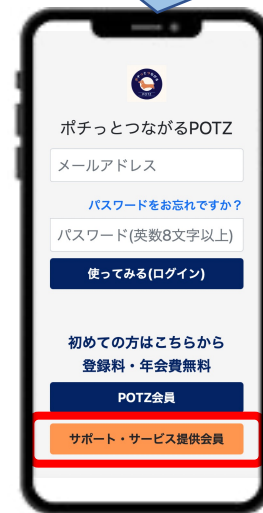 ポチっとつながるPOTZ
メールアドレス
パスワードをお忘れですか？
パスワード(英数8文字以上)
使ってみる(ログイン)
初めての方はこちらから
登録料・年会費無料
POTZ会員
サポート・サービス提供会員